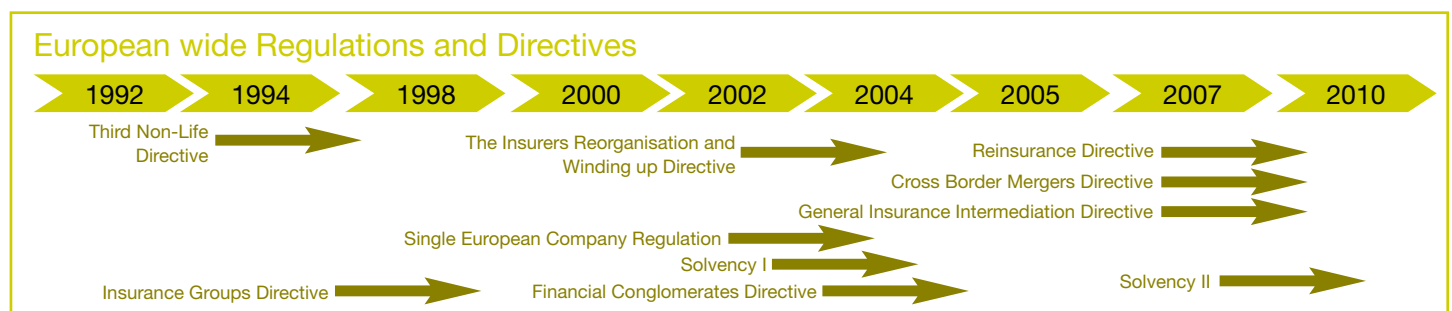 European wide Regulations and Directives
1992 1994 1998 2000 2002 2004 2005 2007 2010
Third Non-Life
Directive
The Insurers Reorganisation and
Winding up Directive
Reinsurance Directive
Cross Border Mergers Directive
General Insurance Intermediation Directive
Single European Company Regulation
Solvency I
Insurance Groups Directive
Financial Conglomerates Directive
Solvency II